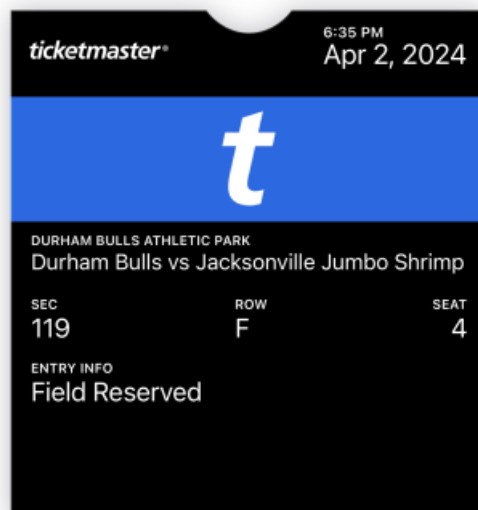 ticketmaster®
6:35 PM
Apr 2, 2024
t
DURHAM BULLS ATHLETIC PARK
Durham Bulls vs Jacksonville Jumbo Shrimp
SEC ROW SEAT
119 F 4
ENTRY INFO
Field Reserved